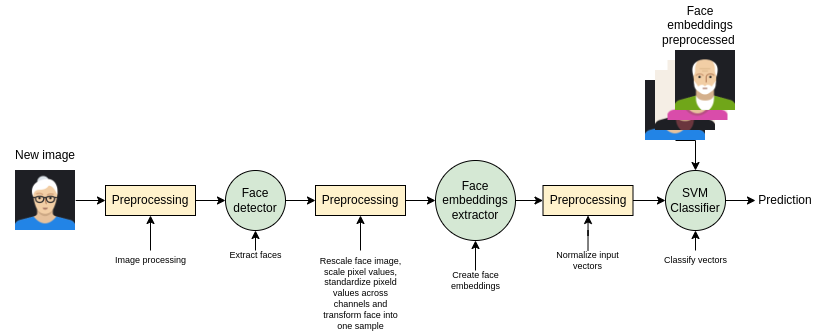 Face
embeddings
preprocessed
New image
Preprocessing
Face
detector
Preprocessing
Face
embeddings
extractor
Preprocessing
SVM
Classifier
Prediction
Image processing
Extract faces
Rescale face image,
scale pixel values,
standardize pixeld
values across
channels and
transform face into
one sample
Create face
embeddings
Normalize input
vectors
Classify vectors